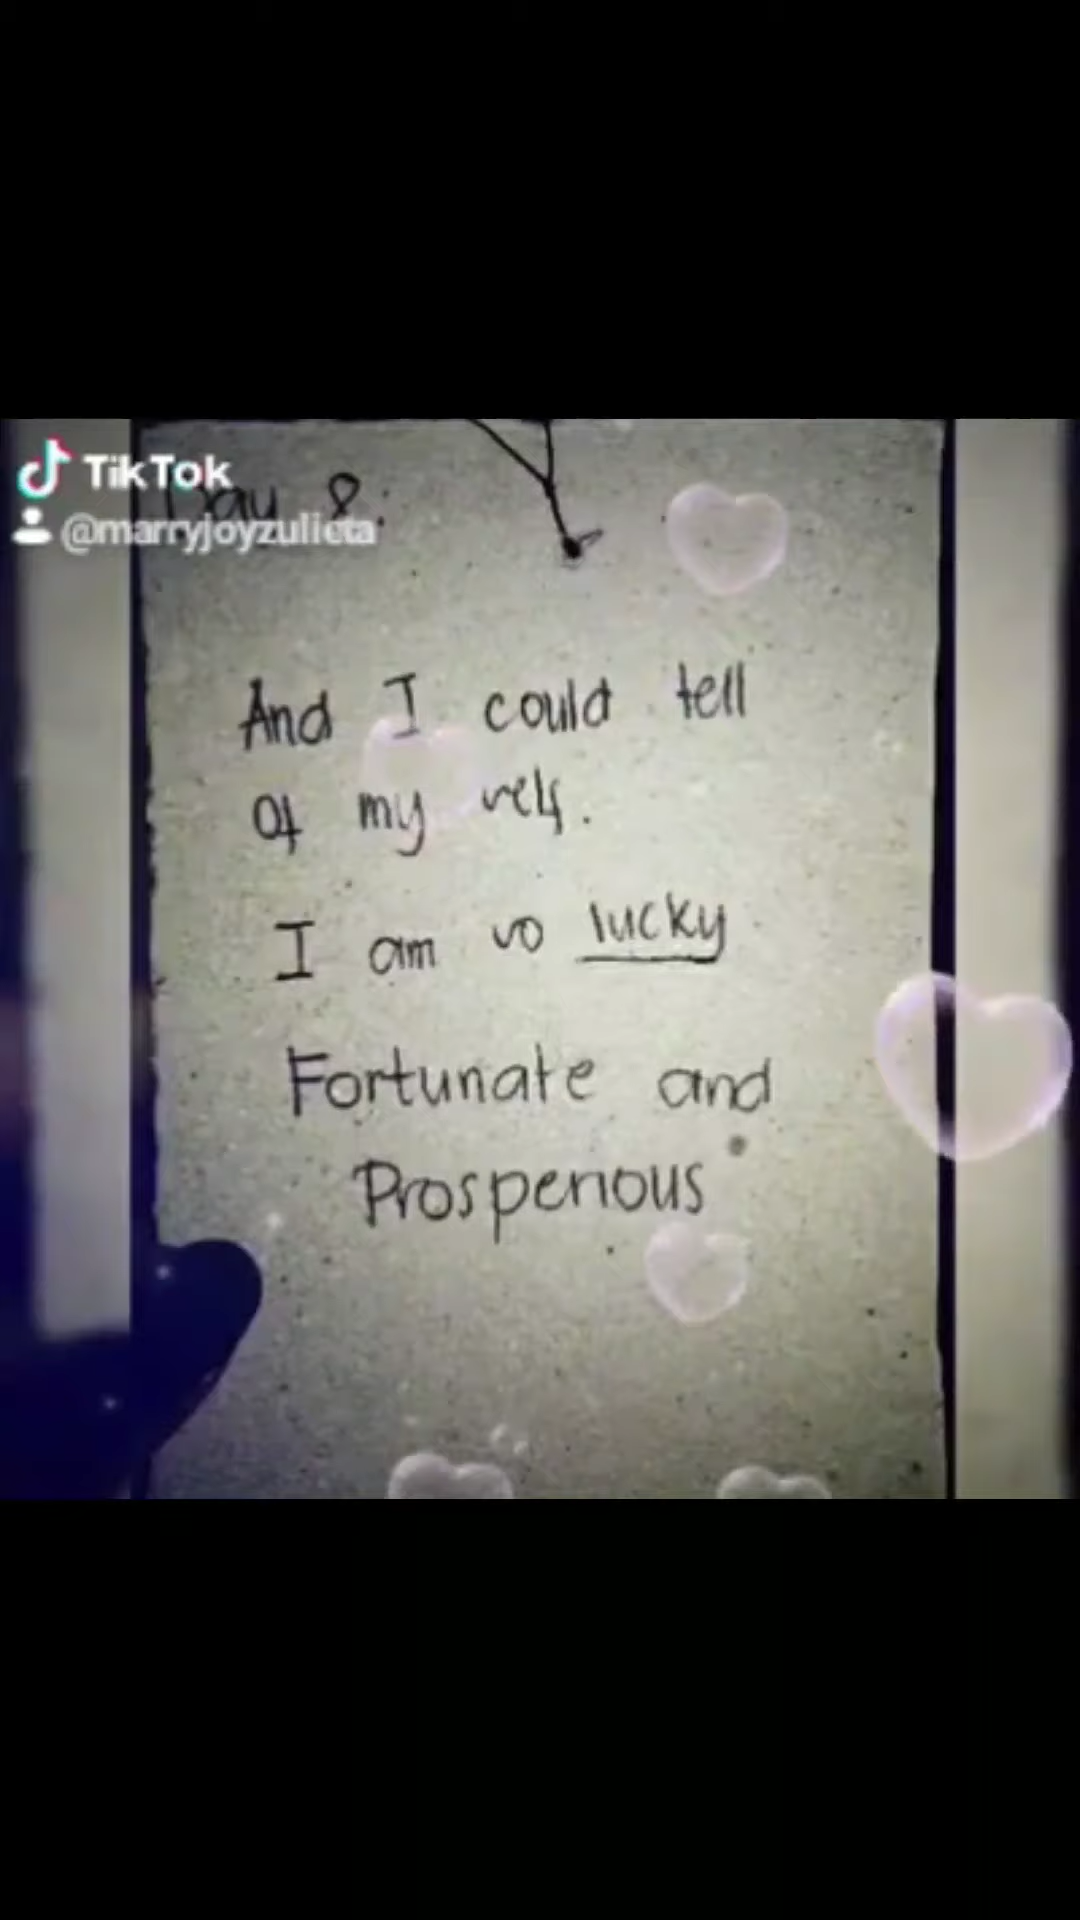 TikTok
@marryjoyzulieta
Day 8:
And I could tell
of my self.
I am so lucky
Fortunate and
Prosperious